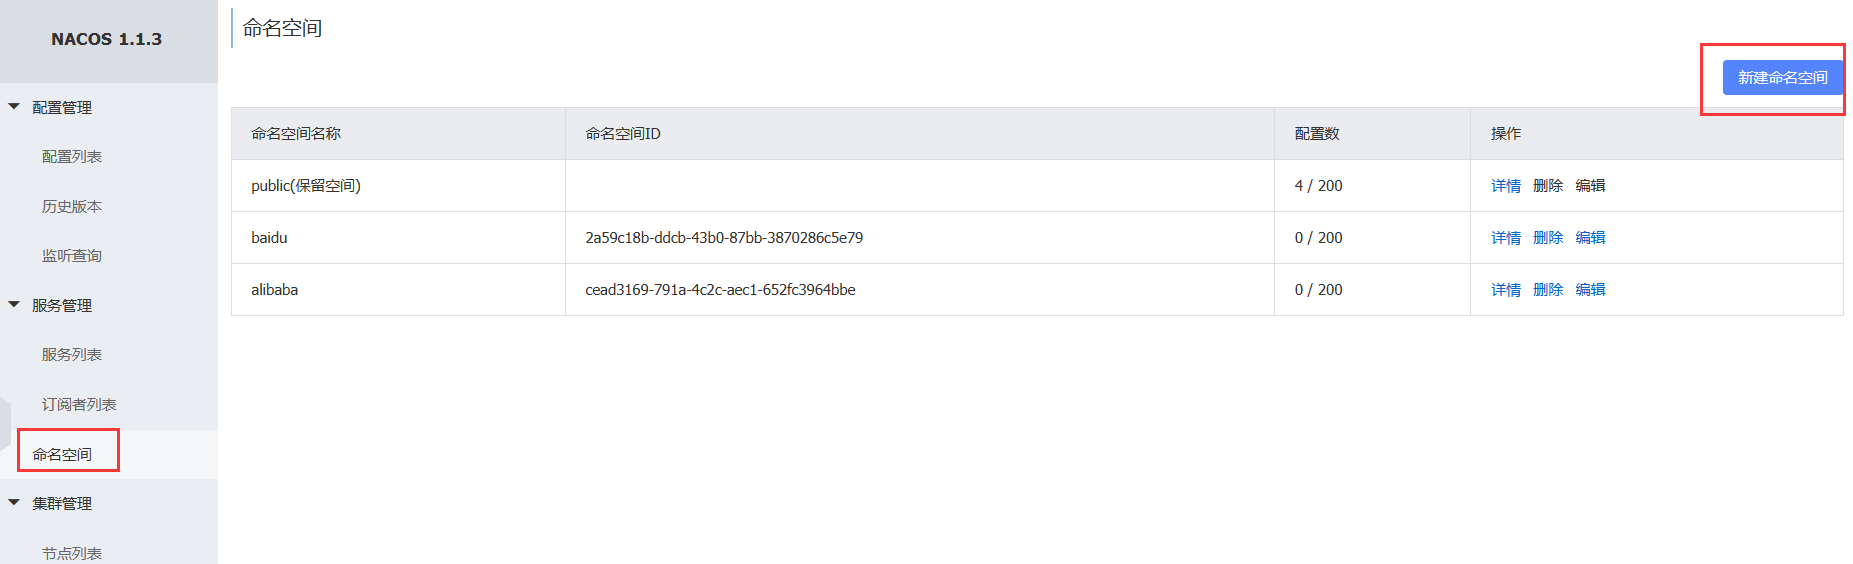 NACOS 1.1.3
配置管理
配置列表
历史版本
监听查询
服务管理
服务列表
订阅者列表
命名空间
集群管理
节点列表
命名空间
新建命名空间
命名空间名称 命名空间ID 配置数 操作
public(保留空间) 4 / 200 详情 删除 编辑
baidu 2a59c18b-ddcb-43b0-87bb-3870286c5e79 0 / 200 详情 删除 编辑
alibaba cead3169-791a-4c2c-aec1-652fc3964bbe 0 / 200 详情 删除 编辑